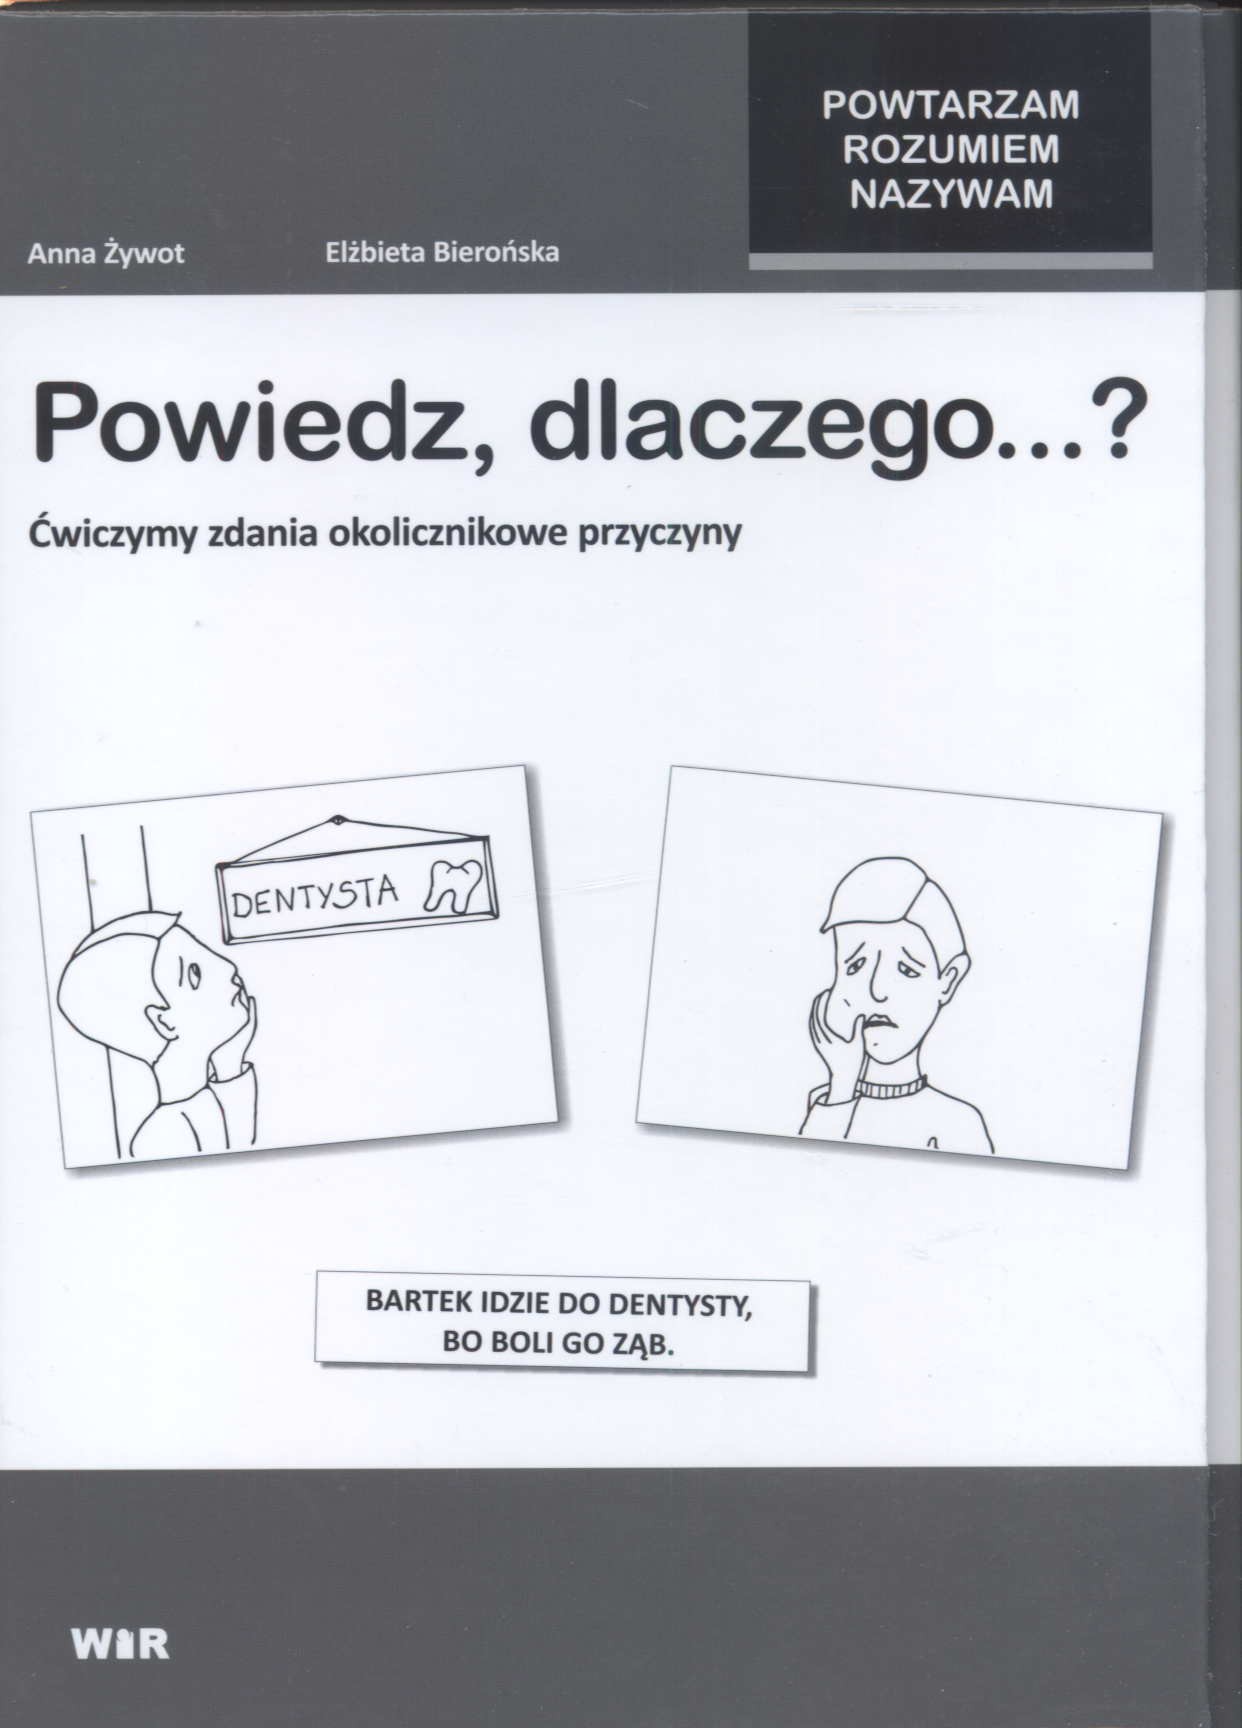 POWTARZAM
ROZUMIEM
NAZYWAM
Anna Żywot Elżbieta Bierońska
Powiedz, dlaczego...?
Ćwiczymy zdania okolicznikowe przyczyny
DENTYSTA
BARTEK IDZIE DO DENTYSTY,
BO BOLI GO ZĄB.
WiR